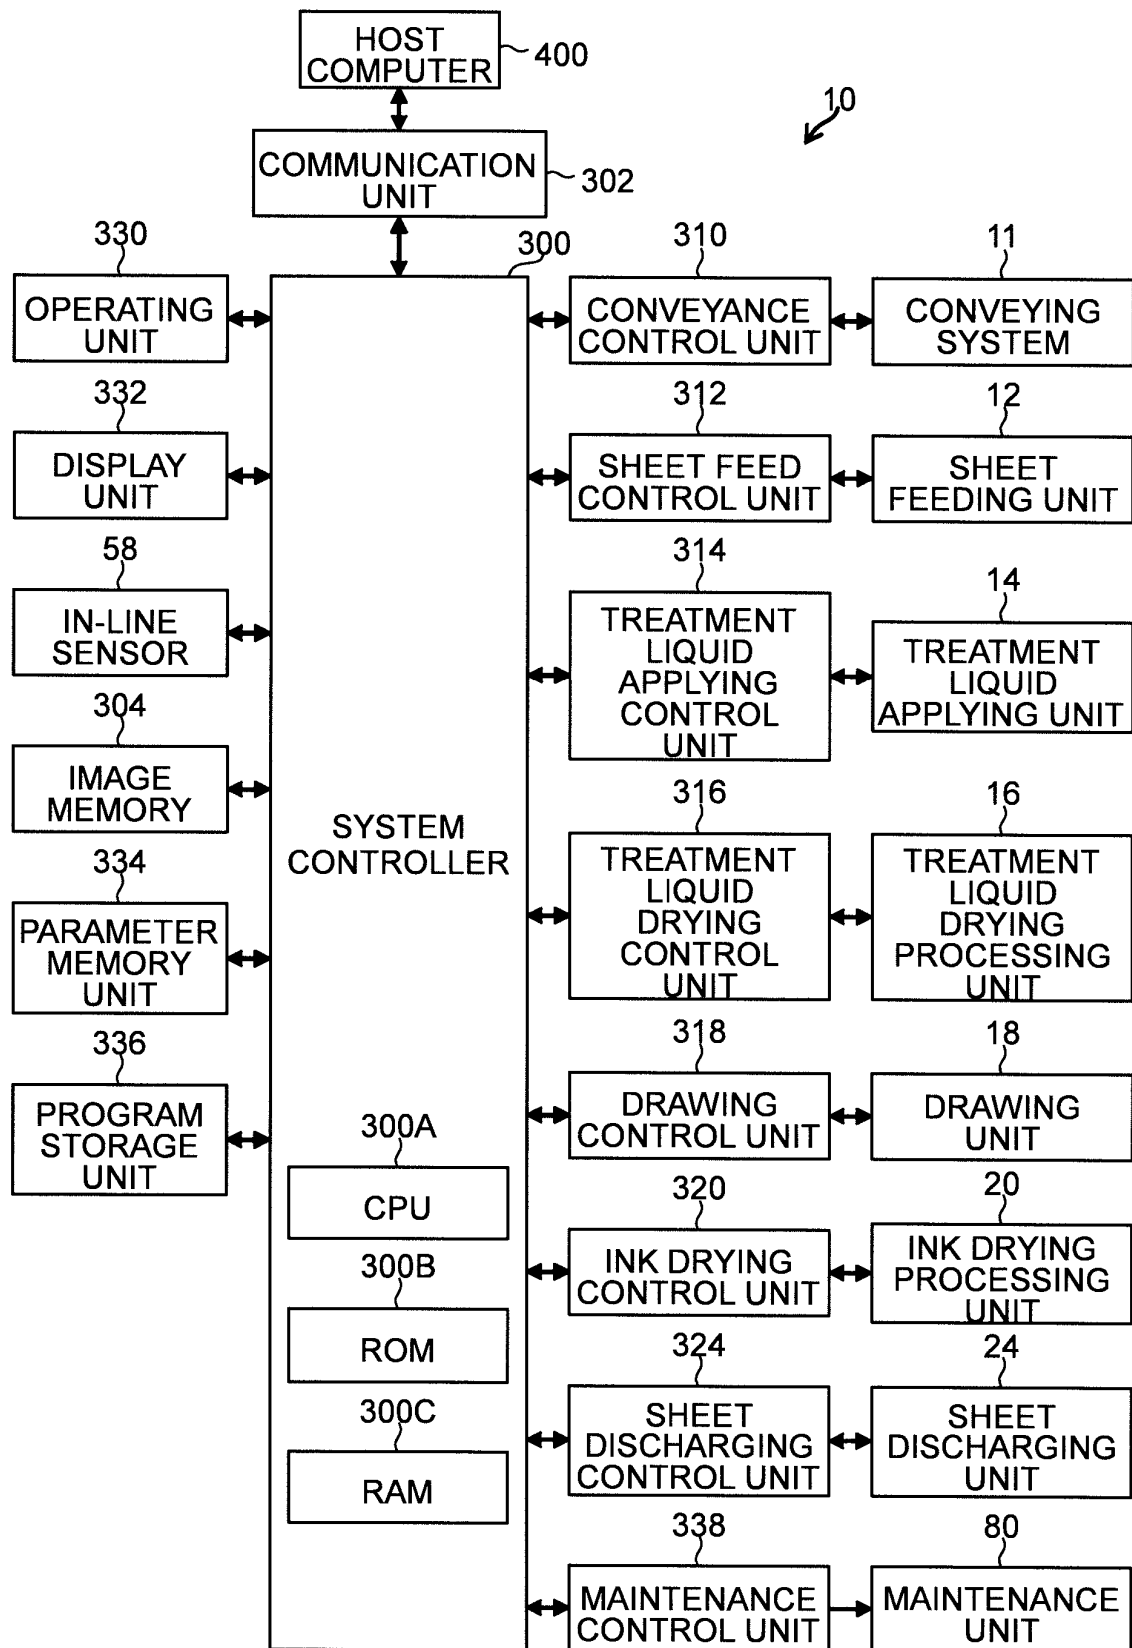 HOST
COMPUTER
400
10
COMMUNICATION
UNIT
302
330
300
310
11
OPERATING
UNIT
CONVEYANCE
CONTROL UNIT
CONVEYING
SYSTEM
332
312
12
DISPLAY
UNIT
SHEET FEED
CONTROL UNIT
SHEET
FEEDING UNIT
58
314
14
IN-LINE
SENSOR
TREATMENT
LIQUID
APPLYING
CONTROL
UNIT
TREATMENT
LIQUID
APPLYING UNIT
304
IMAGE
MEMORY
316
16
SYSTEM
CONTROLLER
334
PARAMETER
MEMORY
UNIT
TREATMENT
LIQUID
DRYING
CONTROL
UNIT
TREATMENT
LIQUID
DRYING
PROCESSING
UNIT
336
318
18
PROGRAM
STORAGE
UNIT
DRAWING
CONTROL UNIT
DRAWING
UNIT
300A
CPU
320
20
INK DRYING
CONTROL UNIT
INK DRYING
PROCESSING
UNIT
300B
ROM
324
24
SHEET
DISCHARGING
CONTROL UNIT
SHEET
DISCHARGING
UNIT
300C
RAM
338
80
MAINTENANCE
CONTROL UNIT
MAINTENANCE
UNIT